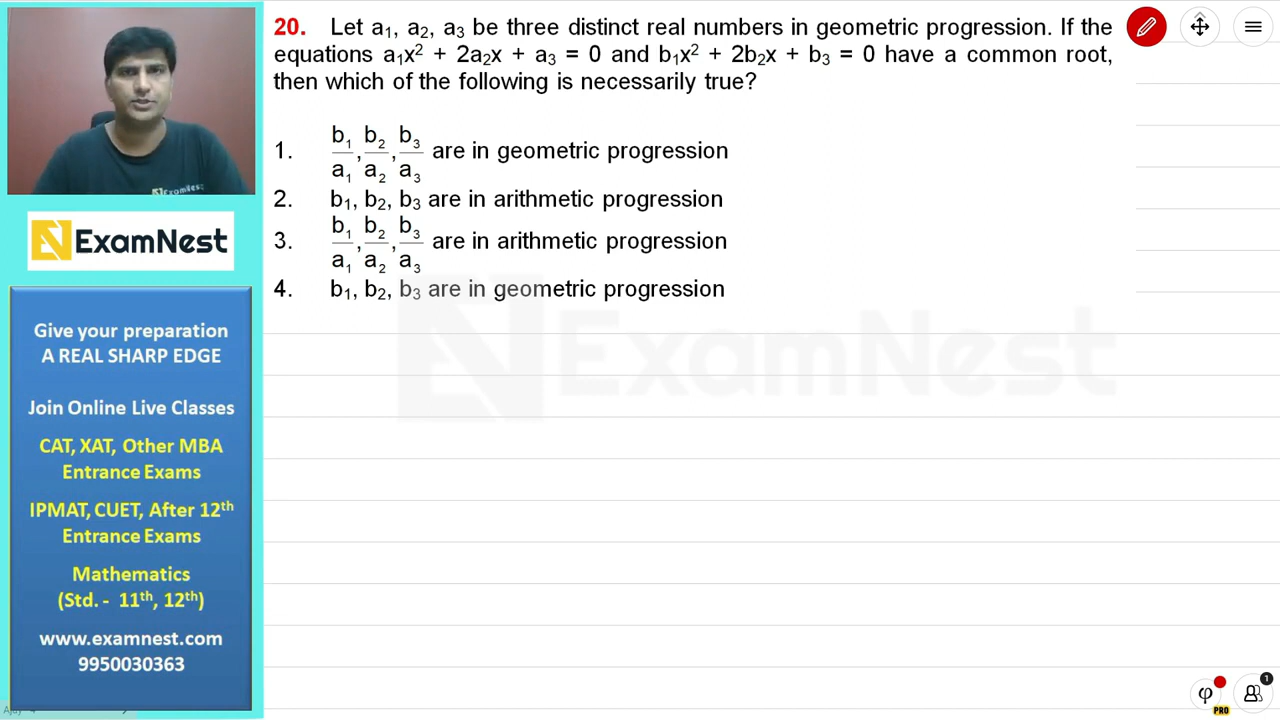 20. Let a₁, a₂, a₃ be three distinct real numbers in geometric progression. If the
equations a₁x² + 2a₂x + a₃ = 0 and b₁x² + 2b₂x + b₃ = 0 have a common root,
then which of the following is necessarily true?
1. b₁/a₁, b₂/a₂, b₃/a₃ are in geometric progression
2. b₁, b₂, b₃ are in arithmetic progression
3. b₁/a₁, b₂/a₂, b₃/a₃ are in arithmetic progression
4. b₁, b₂, b₃ are in geometric progression
ExamNest
ExamNest
ExamNest
Give your preparation
A REAL SHARP EDGE
Join Online Live Classes
CAT, XAT, Other MBA
Entrance Exams
IPMAT, CUET, After 12th
Entrance Exams
Mathematics
(Std. - 11th, 12th)
www.examnest.com
9950030363
φ
PRO
1